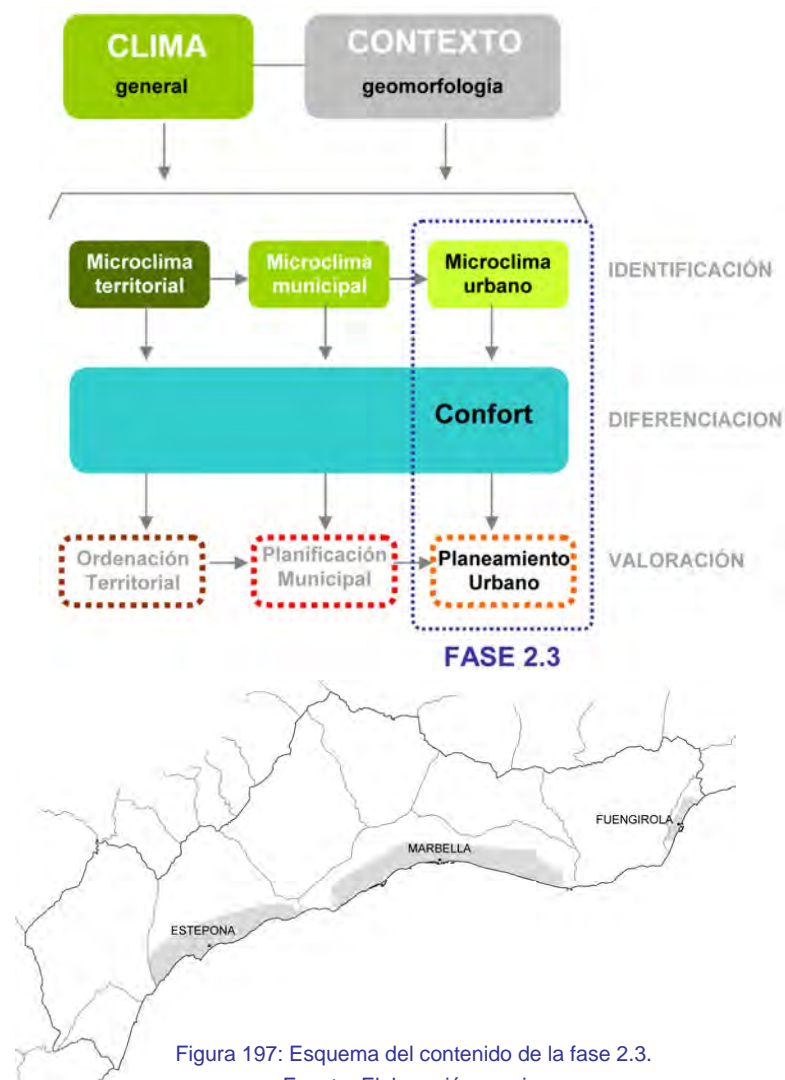 CLIMA
general
CONTEXTO
geomorfología
Microclima
territorial
Microclima
municipal
Microclima
urbano
IDENTIFICACIÓN
Confort
DIFERENCIACION
Ordenación
Territorial
Planificación
Municipal
Planeamiento
Urbano
VALORACIÓN
FASE 2.3
FUENGIROLA
MARBELLA
ESTEPONA
Figura 197: Esquema del contenido de la fase 2.3.